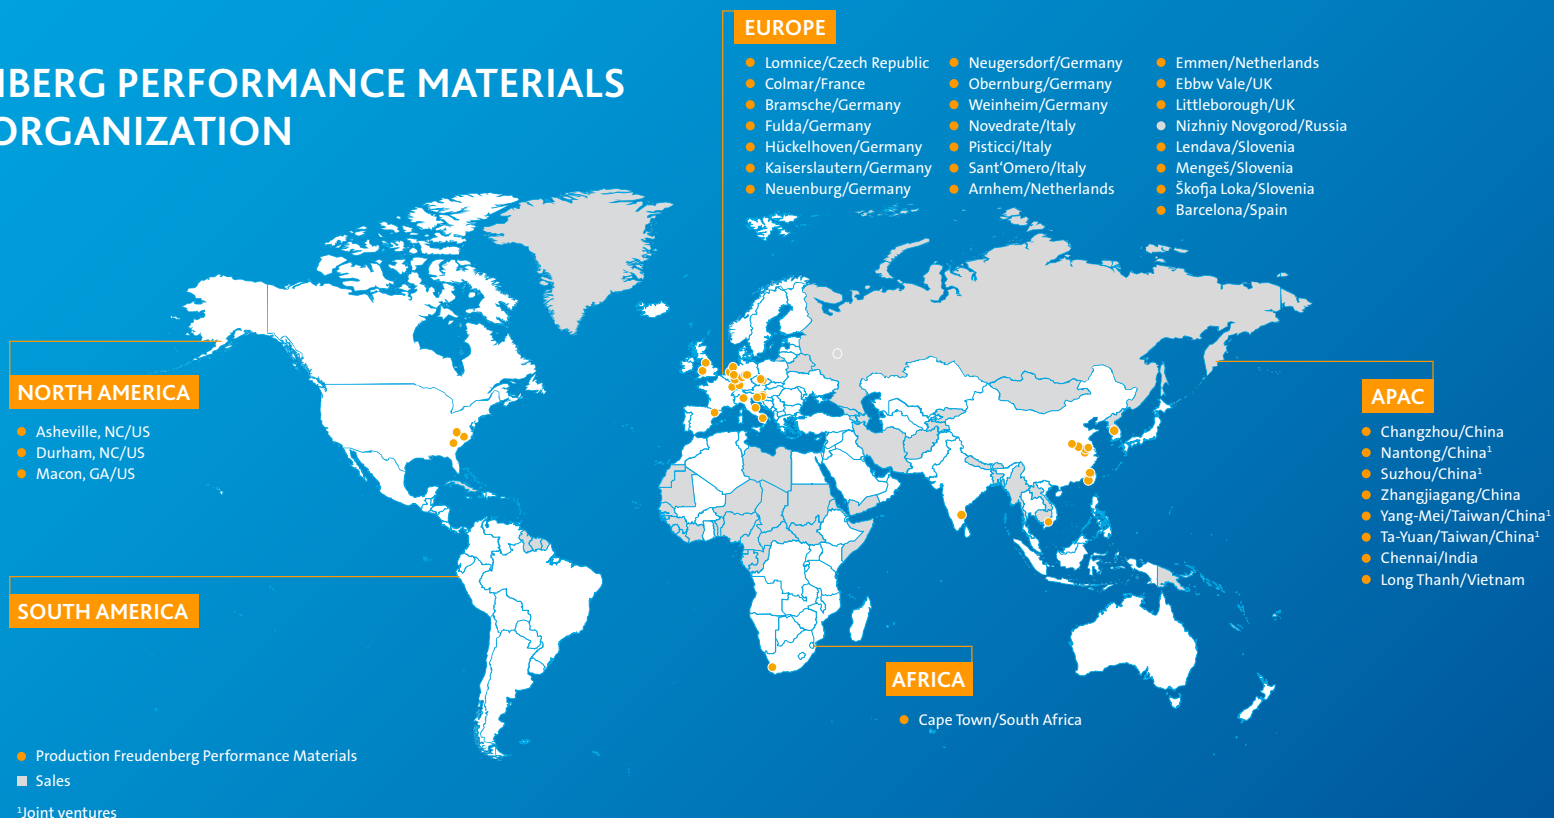 IBERG PERFORMANCE MATERIALS
ORGANIZATION
EUROPE
Lomnice/Czech Republic
Colmar/France
Bramsche/Germany
Fulda/Germany
Hückelhoven/Germany
Kaiserslautern/Germany
Neuenburg/Germany
Neugersdorf/Germany
Obernburg/Germany
Weinheim/Germany
Novedrate/Italy
Pisticci/Italy
Sant‘Omero/Italy
Arnhem/Netherlands
Emmen/Netherlands
Ebbw Vale/UK
Littleborough/UK
Nizhniy Novgorod/Russia
Lendava/Slovenia
Mengeš/Slovenia
Škofja Loka/Slovenia
Barcelona/Spain
NORTH AMERICA
Asheville, NC/US
Durham, NC/US
Macon, GA/US
APAC
Changzhou/China
Nantong/China¹
Suzhou/China¹
Zhangjiagang/China
Yang-Mei/Taiwan/China¹
Ta-Yuan/Taiwan/China¹
Chennai/India
Long Thanh/Vietnam
SOUTH AMERICA
AFRICA
Cape Town/South Africa
Production Freudenberg Performance Materials
Sales
¹Joint ventures